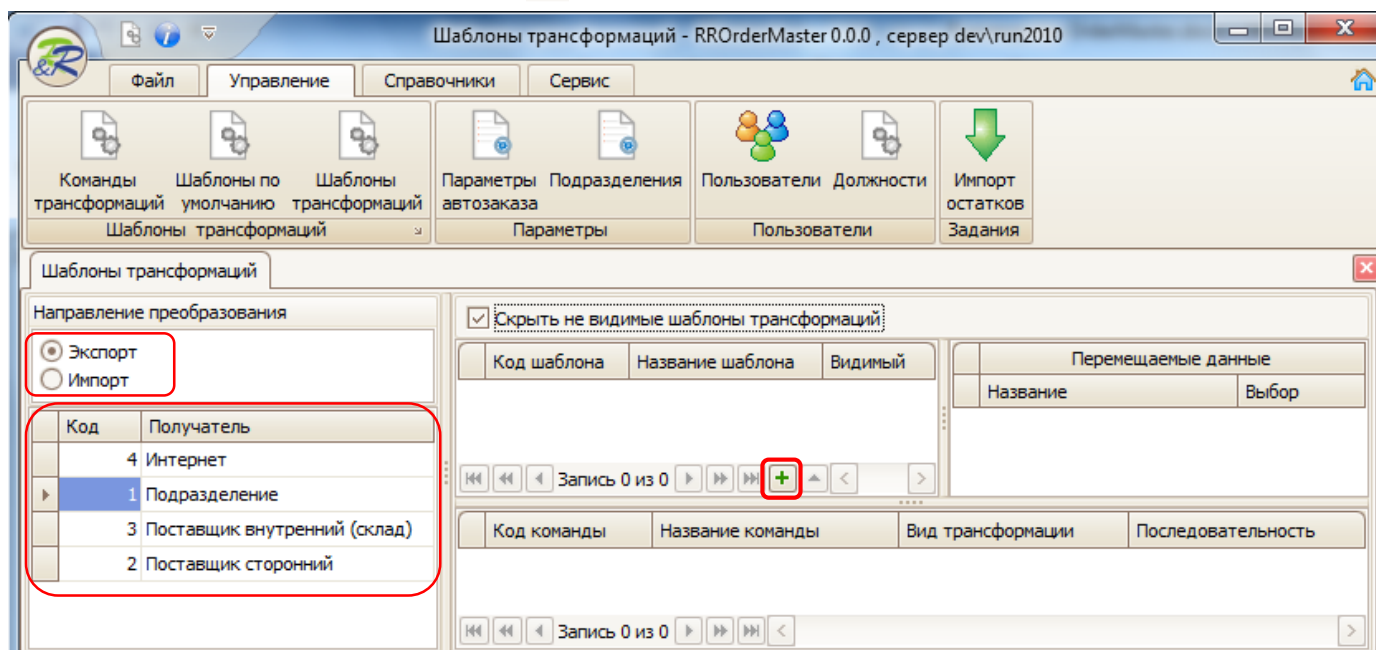 Шаблоны трансформаций - RROrderMaster 0.0.0 , сервер dev\run2010
R&R
Файл Управление Справочники Сервис
Команды трансформаций
Шаблоны по умолчанию
Шаблоны трансформаций
Шаблоны трансформаций
Параметры автозаказа
Подразделения
Параметры
Пользователи
Должности
Пользователи
Импорт остатков
Задания
Шаблоны трансформаций
Направление преобразования
Экспорт
Импорт
Код Получатель
4 Интернет
1 Подразделение
3 Поставщик внутренний (склад)
2 Поставщик сторонний
Скрыть не видимые шаблоны трансформаций
Код шаблона Название шаблона Видимый
Запись 0 из 0
Перемещаемые данные
Название Выбор
Код команды Название команды Вид трансформации Последовательность
Запись 0 из 0